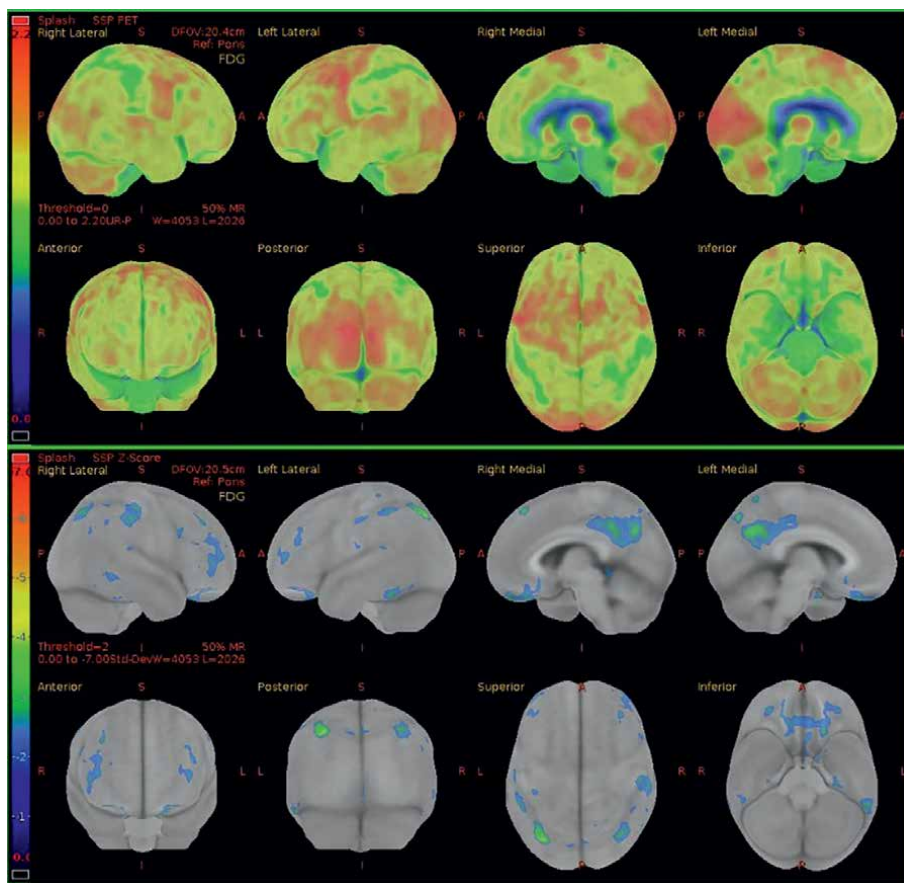 Splash SSP PET
2.2
Right Lateral S DFOV:20.4cm
Ref: Pons
FDG
Left Lateral S
Right Medial S
Left Medial S
P A A P A P P A
Threshold=0 50% MR
0.00 to 2.20UR-P W=4053 L=2026
I I I I
Anterior S
Posterior S
Superior A
Inferior A
R L L R L R R L
0.0
I I P P
Splash SSP Z-Score
-7.0
Right Lateral S DFOV:20.5cm
Ref: Pons
FDG
Left Lateral S
Right Medial S
Left Medial S
-6
P A A P A P P A
-5
Threshold=2 50% MR
0.00 to -7.00Std-DevW=4053 L=2026
-4
I I I I
Anterior S
Posterior S
Superior A
Inferior A
-2
R L L R L R R L
-1
0.0
I I P R